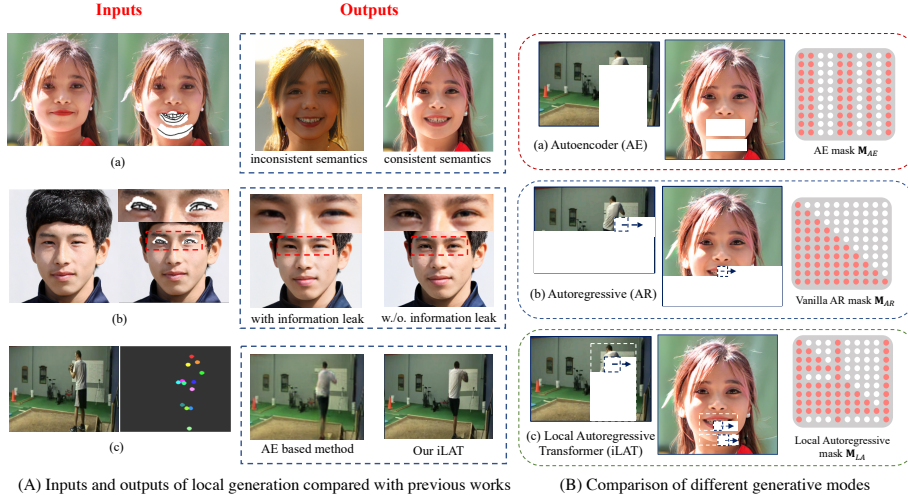 Inputs
Outputs
(a)
inconsistent semantics
consistent semantics
(b)
with information leak
w./o. information leak
(c)
AE based method
Our iLAT
(A) Inputs and outputs of local generation compared with previous works
(a) Autoencoder (AE)
AE mask M_AE
(b) Autoregressive (AR)
Vanilla AR mask M_AR
(c) Local Autoregressive
Transformer (iLAT)
Local Autoregressive
mask M_LA
(B) Comparison of different generative modes